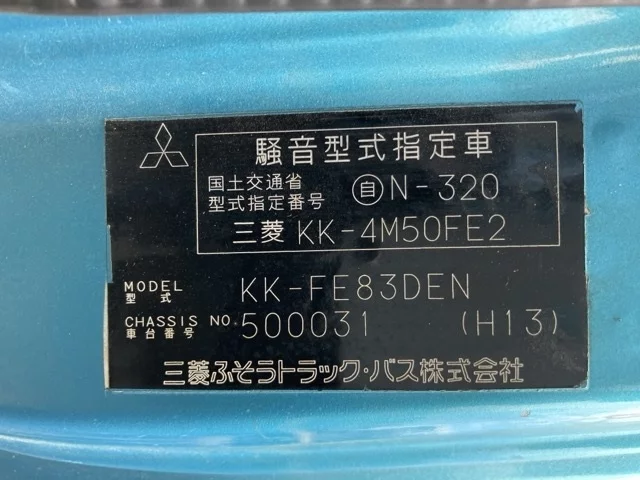 騒音型式指定車
国土交通省
型式指定番号 ㊂N-320
三菱 KK-4M50FE2
MODEL
型式 KK-FE83DEN
CHASSIS NO.
車台番号 500031 (H13)
三菱ふそうトラック・バス株式会社